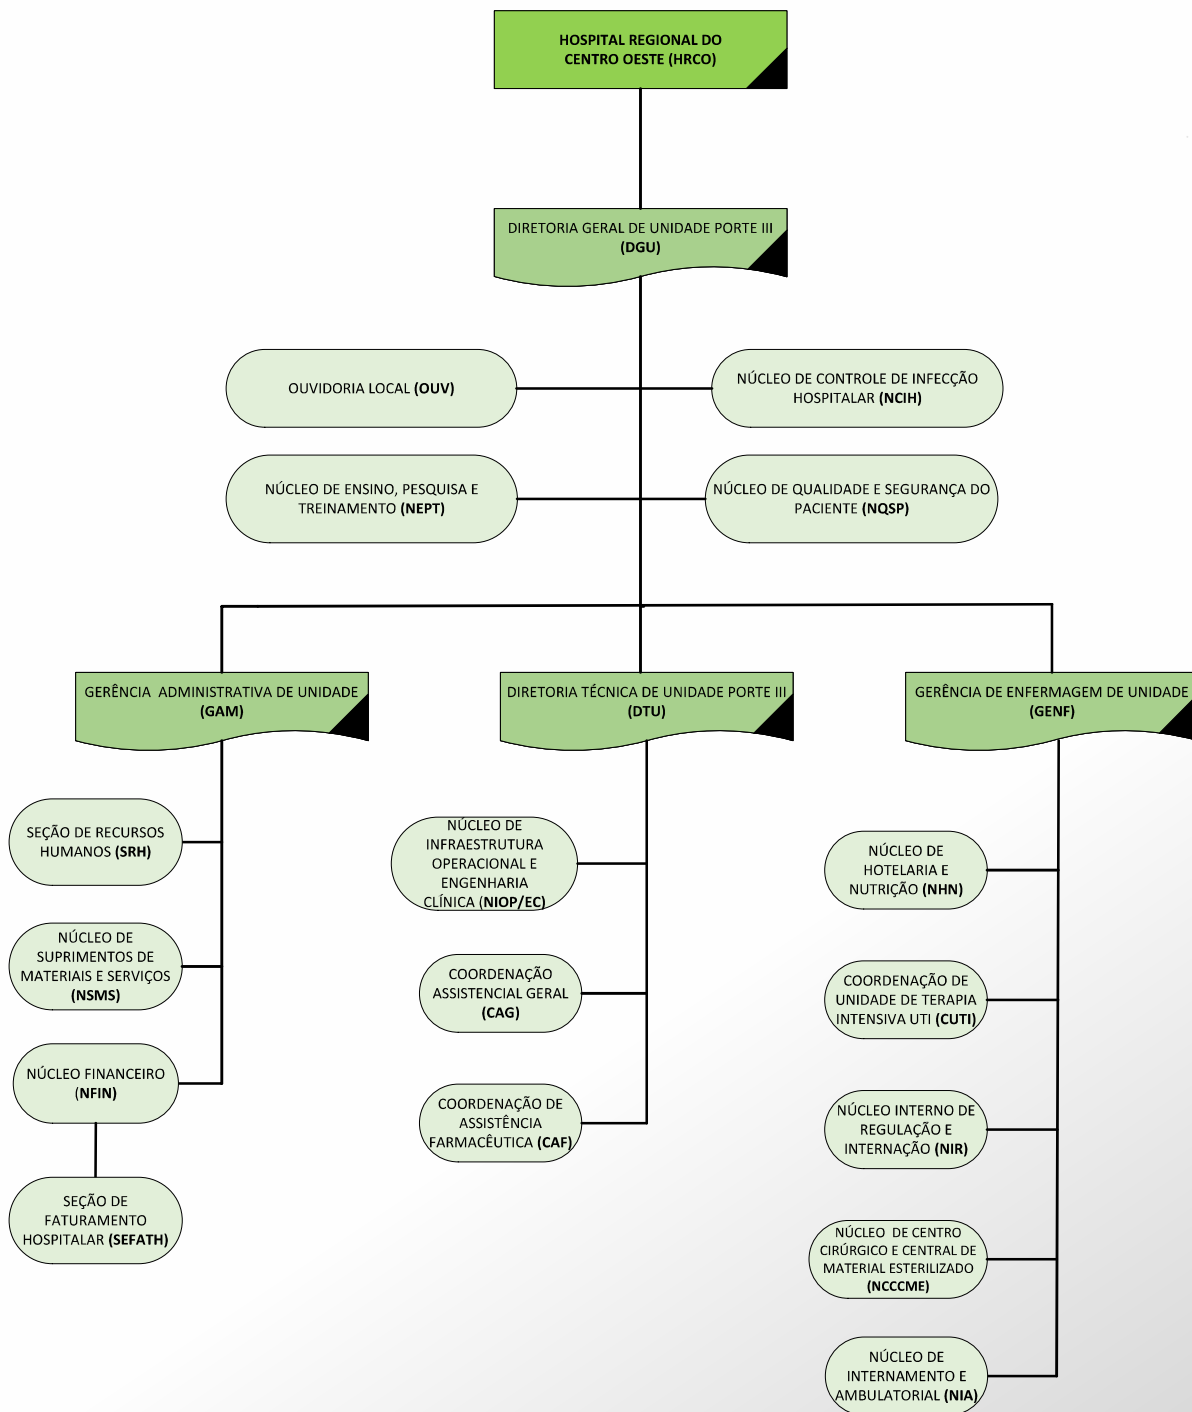 HOSPITAL REGIONAL DO
CENTRO OESTE (HRCO)
DIRETORIA GERAL DE UNIDADE PORTE III
(DGU)
OUVIDORIA LOCAL (OUV)
NÚCLEO DE CONTROLE DE INFECÇÃO
HOSPITALAR (NCIH)
NÚCLEO DE ENSINO, PESQUISA E
TREINAMENTO (NEPT)
NÚCLEO DE QUALIDADE E SEGURANÇA DO
PACIENTE (NQSP)
GERÊNCIA ADMINISTRATIVA DE UNIDADE
(GAM)
DIRETORIA TÉCNICA DE UNIDADE PORTE III
(DTU)
GERÊNCIA DE ENFERMAGEM DE UNIDADE
(GENF)
SEÇÃO DE RECURSOS
HUMANOS (SRH)
NÚCLEO DE
SUPRIMENTOS DE
MATERIAIS E SERVIÇOS
(NSMS)
NÚCLEO FINANCEIRO
(NFIN)
SEÇÃO DE
FATURAMENTO
HOSPITALAR (SEFATH)
NÚCLEO DE
INFRAESTRUTURA
OPERACIONAL E
ENGENHARIA
CLÍNICA (NIOP/EC)
COORDENAÇÃO
ASSISTENCIAL GERAL
(CAG)
COORDENAÇÃO DE
ASSISTÊNCIA
FARMACÊUTICA (CAF)
NÚCLEO DE
HOTELARIA E
NUTRIÇÃO (NHN)
COORDENAÇÃO DE
UNIDADE DE TERAPIA
INTENSIVA UTI (CUTI)
NÚCLEO INTERNO DE
REGULAÇÃO E
INTERNAÇÃO (NIR)
NÚCLEO DE CENTRO
CIRÚRGICO E CENTRAL DE
MATERIAL ESTERILIZADO
(NCCCME)
NÚCLEO DE
INTERNAMENTO E
AMBULATORIAL (NIA)